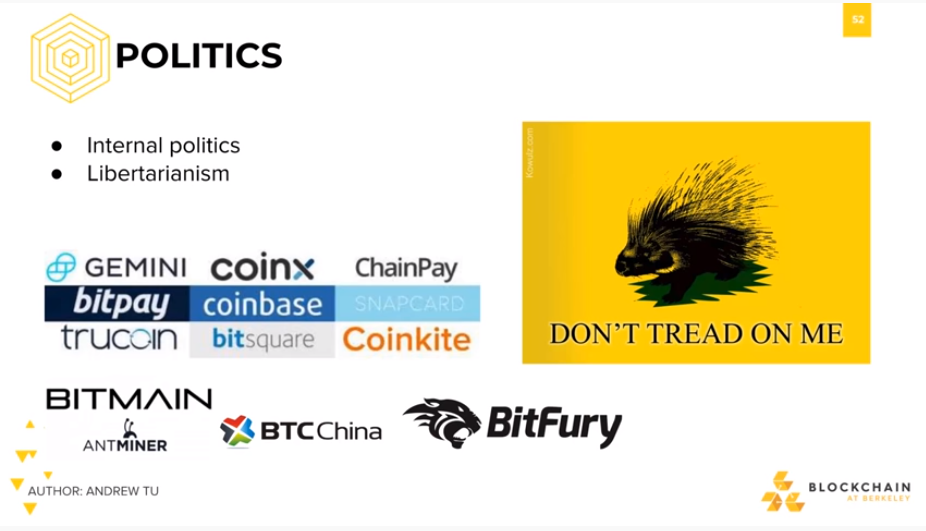 52
POLITICS
● Internal politics
● Libertarianism
Kowulz.com
GEMINI coinx ChainPay
bitpay coinbase SNAPCARD
trucoin bitsquare Coinkite
DON'T TREAD ON ME
BITMAIN
ANTMINER
BTCChina
BitFury
AUTHOR: ANDREW TU
BLOCKCHAIN
AT BERKELEY